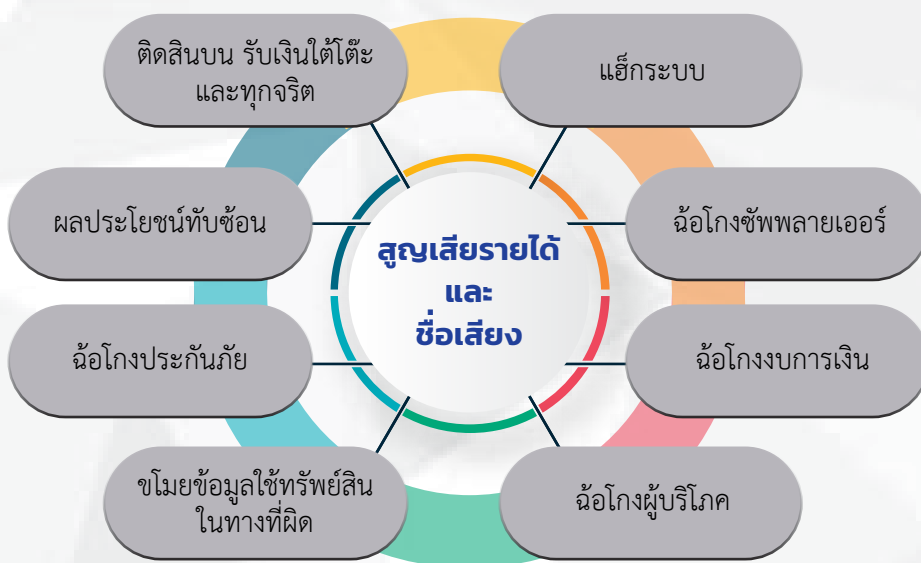 ติดสินบน รับเงินใต้โต๊ะ
และทุกจริต
แฮ็กระบบ
ผลประโยชน์ทับซ้อน
ฉ้อโกงซัพพลายเออร์
สูญเสียรายได้
และ
ชื่อเสียง
ฉ้อโกงประกันภัย
ฉ้อโกงงบการเงิน
ขโมยข้อมูลใช้ทรัพย์สิน
ในทางที่ผิด
ฉ้อโกงผู้บริโภค